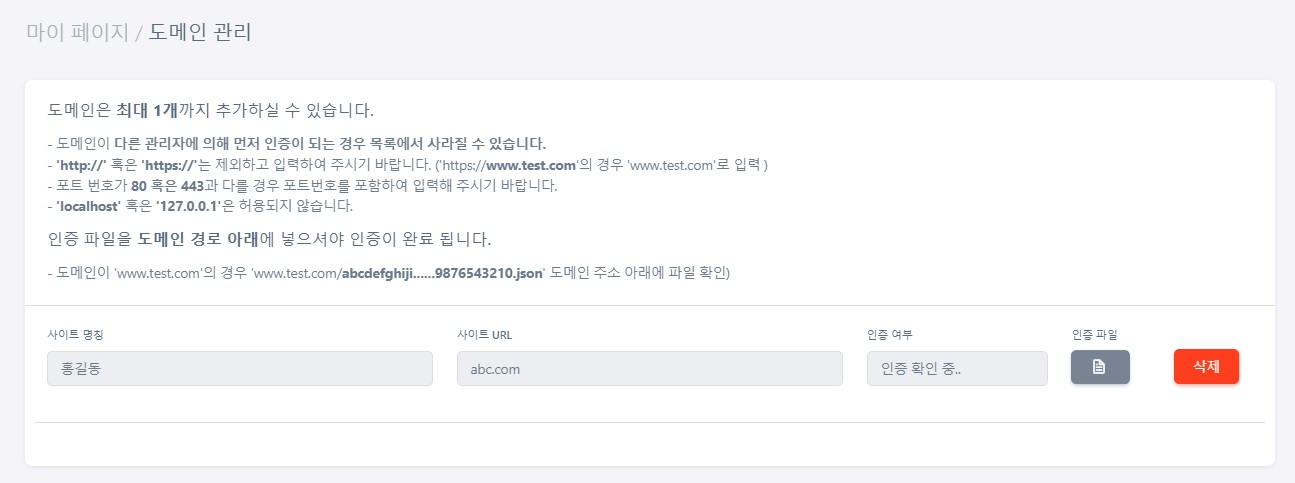 마이 페이지 / 도메인 관리
도메인은 최대 1개까지 추가하실 수 있습니다.
- 도메인이 다른 관리자에 의해 먼저 인증이 되는 경우 목록에서 사라질 수 있습니다.
- 'http://' 혹은 'https://'는 제외하고 입력하여 주시기 바랍니다. ('https://www.test.com'의 경우 'www.test.com'로 입력 )
- 포트 번호가 80 혹은 443과 다를 경우 포트번호를 포함하여 입력해 주시기 바랍니다.
- 'localhost' 혹은 '127.0.0.1'은 허용되지 않습니다.
인증 파일을 도메인 경로 아래에 넣으셔야 인증이 완료 됩니다.
- 도메인이 'www.test.com'의 경우 'www.test.com/abcdefghiji......9876543210.json' 도메인 주소 아래에 파일 확인)
사이트 명칭 사이트 URL 인증 여부 인증 파일
홍길동 abc.com 인증 확인 중.. 삭제